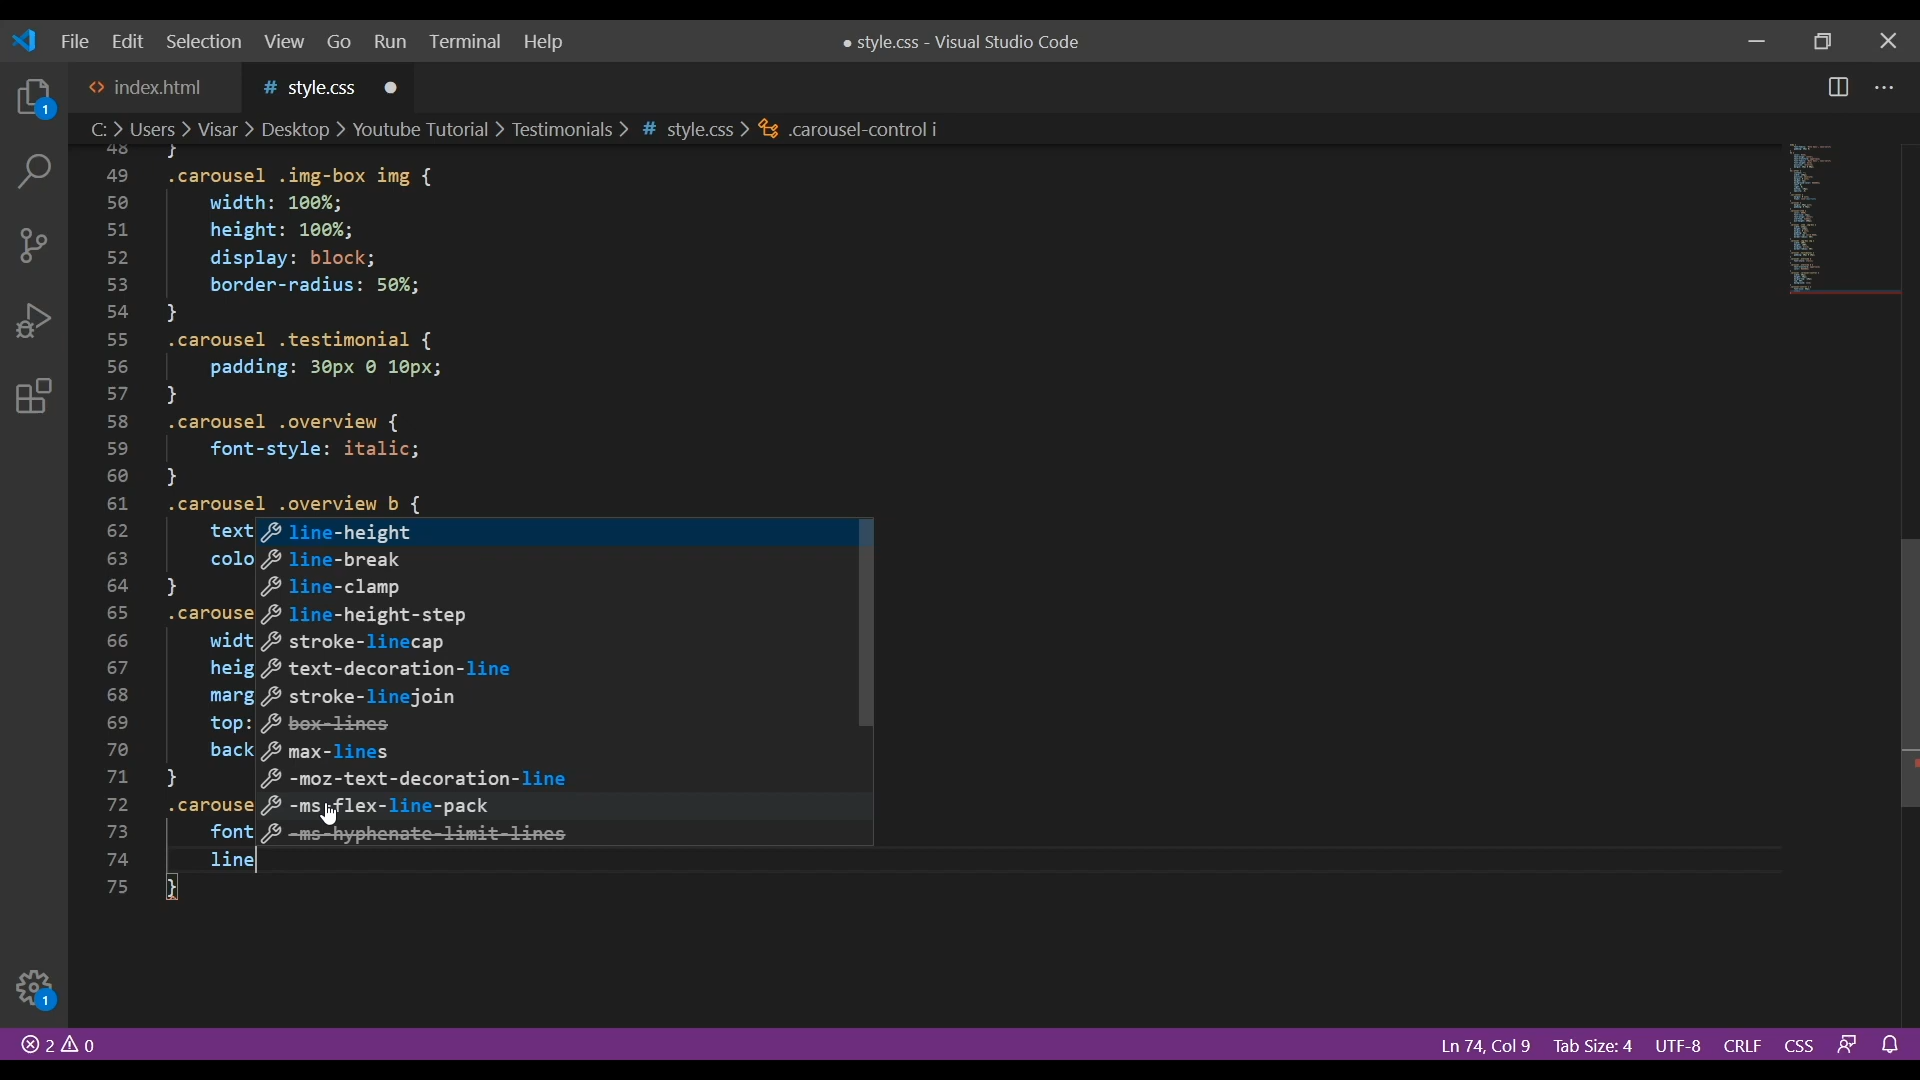 File Edit Selection View Go Run Terminal Help ● style.css - Visual Studio Code
index.html # style.css ●
C: > Users > Visar > Desktop > Youtube Tutorial > Testimonials > # style.css > .carousel-control i
48 }
49 .carousel .img-box img {
50 width: 100%;
51 height: 100%;
52 display: block;
53 border-radius: 50%;
54 }
55 .carousel .testimonial {
56 padding: 30px 0 10px;
57 }
58 .carousel .overview {
59 font-style: italic;
60 }
61 .carousel .overview b {
62 text line-height
63 colo line-break
64 } line-clamp
65 .carouse line-height-step
66 widt stroke-linecap
67 heig text-decoration-line
68 marg stroke-linejoin
69 top: box-lines
70 back max-lines
71 } -moz-text-decoration-line
72 .carouse -ms-flex-line-pack
73 font -ms-hyphenate-limit-lines
74 line
75 }
1
1
2 0 Ln 74, Col 9 Tab Size: 4 UTF-8 CRLF CSS